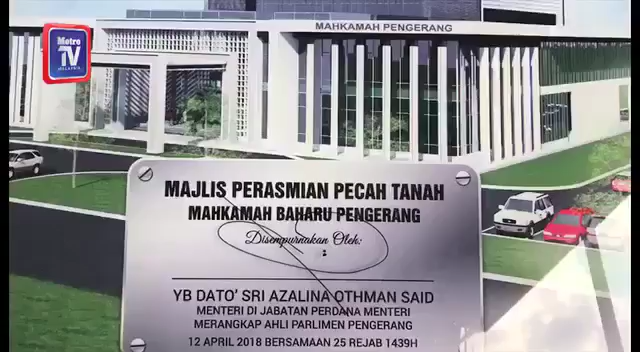 Metro
TV
MAHKAMAH PENGERANG
MAJLIS PERASMIAN PECAH TANAH
MAHKAMAH BAHARU PENGERANG
Disempurnakan Oleh:
YB DATO' SRI AZALINA OTHMAN SAID
MENTERI DI JABATAN PERDANA MENTERI
MERANGKAP AHLI PARLIMEN PENGERANG
12 APRIL 2018 BERSAMAAN 25 REJAB 1439H